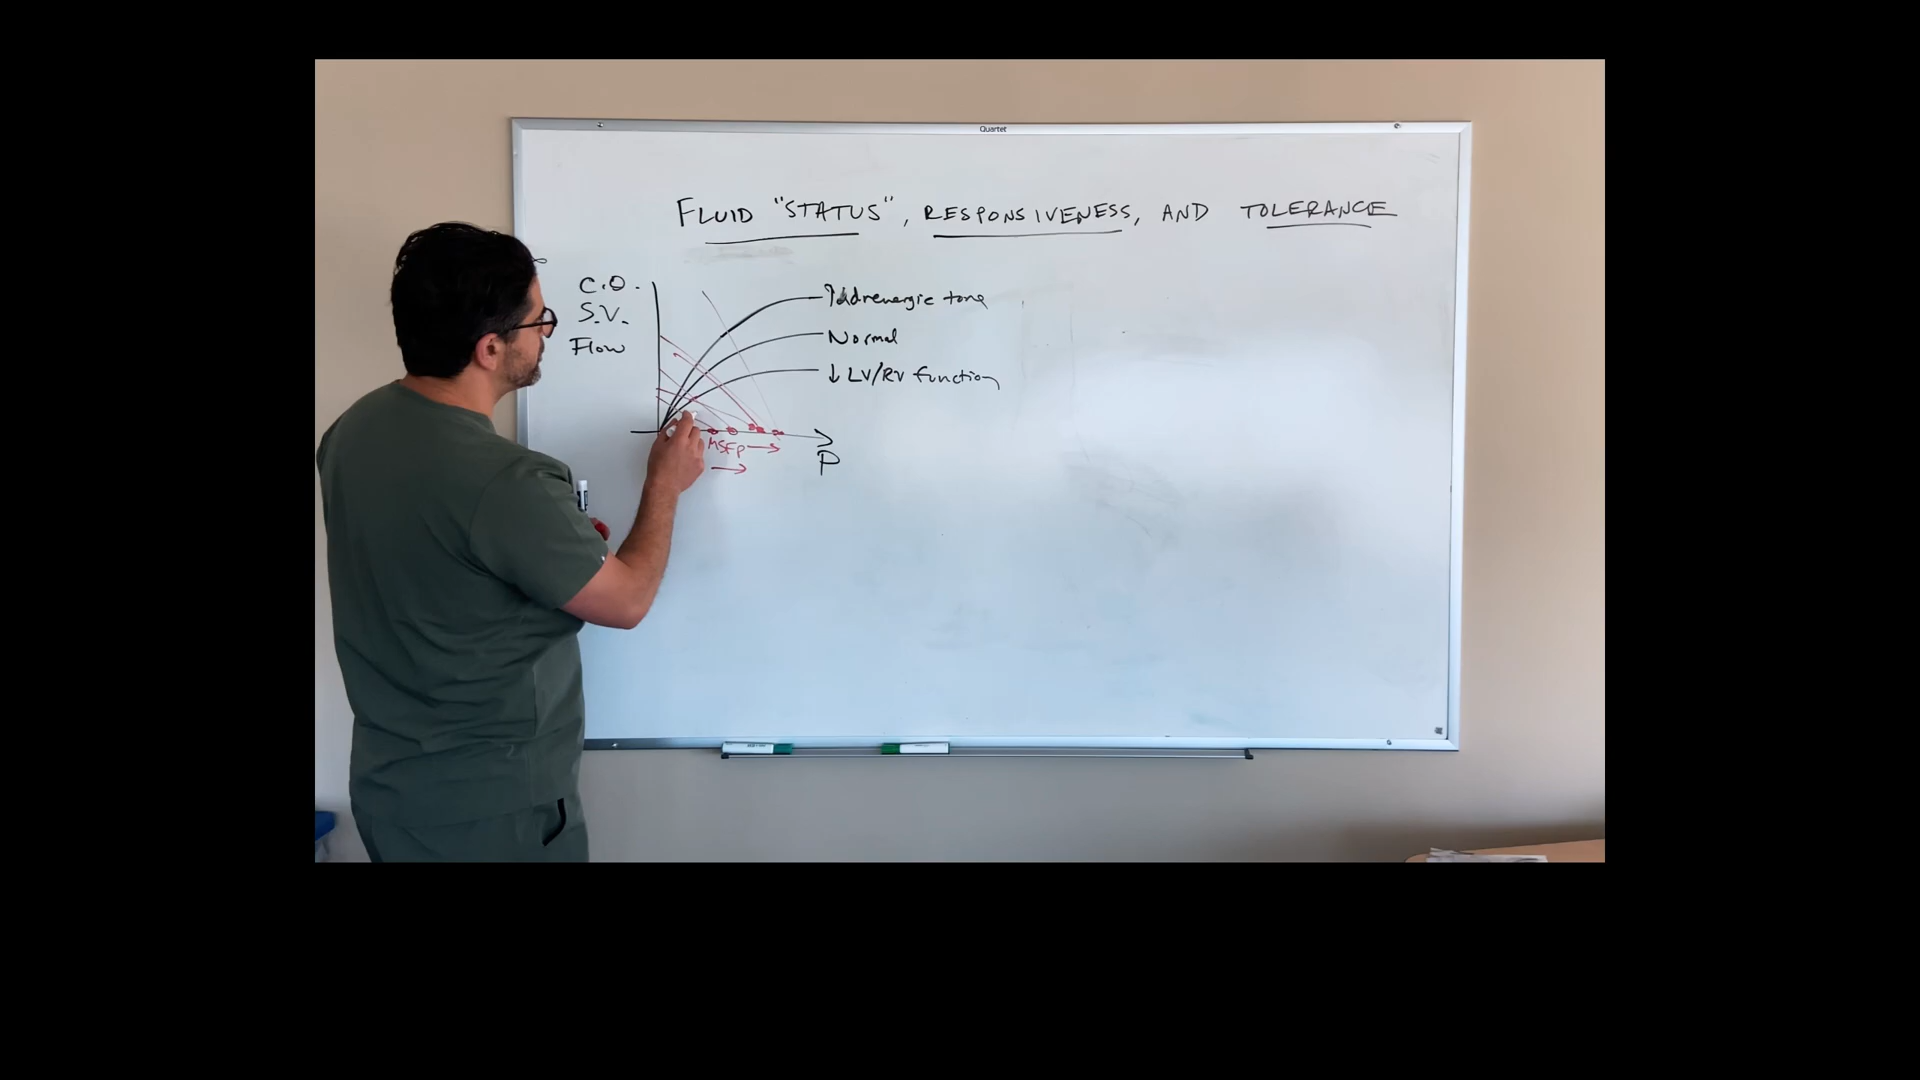 Quartet
FLUID "STATUS", RESPONSIVENESS, AND TOLERANCE
C.O.
S.V.
Flow
↑Adrenergic tone
Normal
↓ LV/RV function
MSFP →
→
P